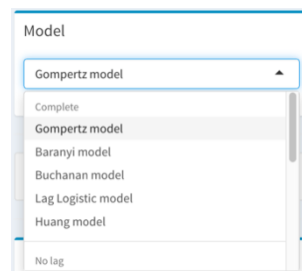 Model
Gompertz model
Complete
Gompertz model
Baranyi model
Buchanan model
Lag Logistic model
Huang model
No lag